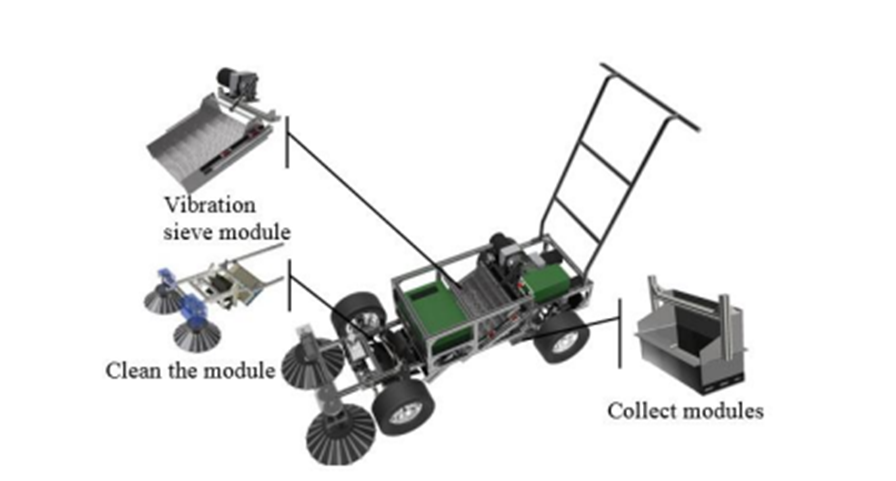 Vibration
sieve module
Clean the module
Collect modules